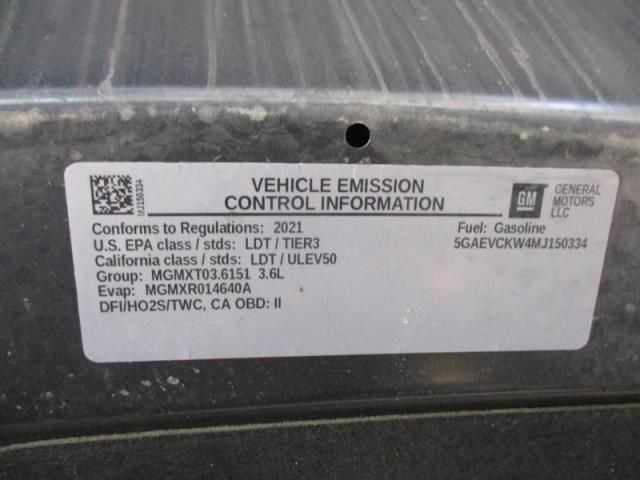 MJ150334
VEHICLE EMISSION
CONTROL INFORMATION
GM
GENERAL
MOTORS
LLC
Conforms to Regulations: 2021
Fuel: Gasoline
U.S. EPA class / stds: LDT / TIER3
5GAEVCKW4MJ150334
California class / stds: LDT / ULEV50
Group: MGMXT03.6151 3.6L
Evap: MGMXR014640A
DFI/HO2S/TWC, CA OBD: II